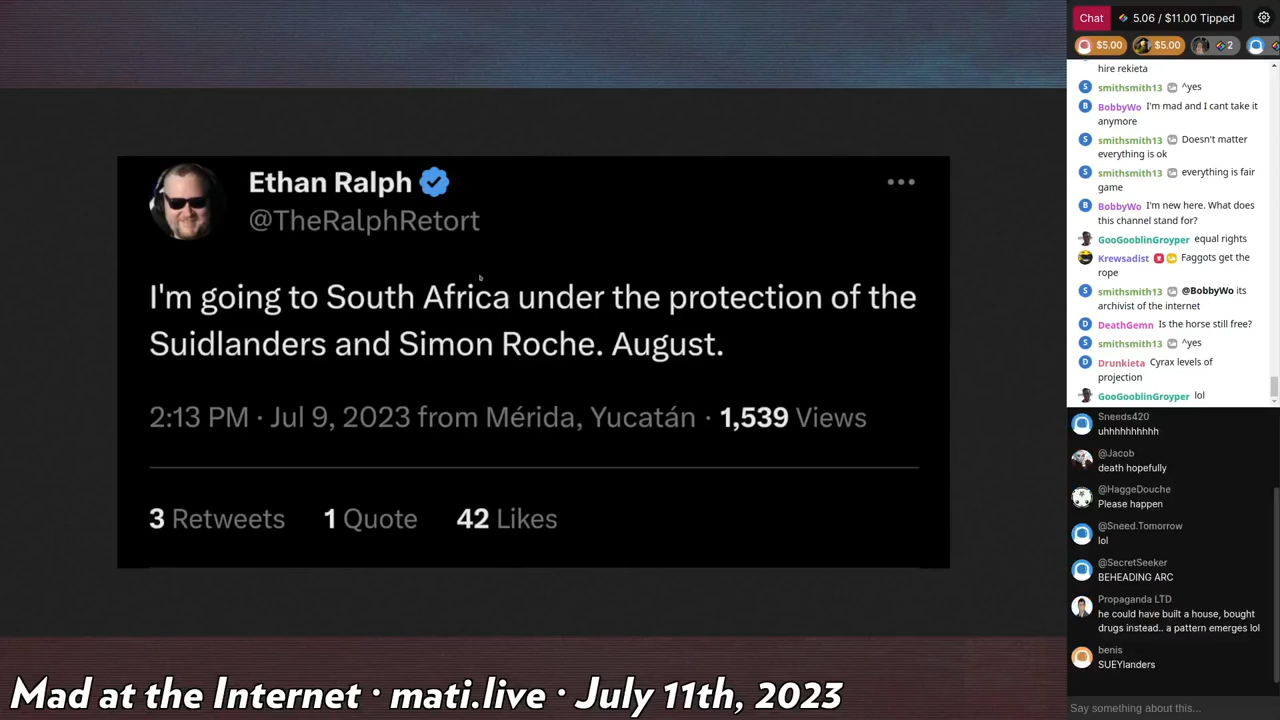 Ethan Ralph
@TheRalphRetort
I'm going to South Africa under the protection of the
Suidlanders and Simon Roche. August.
2:13 PM · Jul 9, 2023 from Mérida, Yucatán · 1,539 Views
3 Retweets 1 Quote 42 Likes
Mad at the Internet · mati.live · July 11th, 2023
Chat 5.06 / $11.00 Tipped
$5.00 $5.00 2
hire rekieta
smithsmith13 ^yes
BobbyWo I'm mad and I cant take it
anymore
smithsmith13 Doesn't matter
everything is ok
smithsmith13 everything is fair
game
BobbyWo I'm new here. What does
this channel stand for?
GooGooblinGroyper equal rights
Krewsadist Faggots get the
rope
smithsmith13 @BobbyWo its
archivist of the internet
DeathGemn Is the horse still free?
smithsmith13 ^yes
Drunkieta Cyrax levels of
projection
GooGooblinGroyper lol
Sneeds420
uhhhhhhhhhh
@Jacob
death hopefully
@HaggeDouche
Please happen
@Sneed.Tomorrow
lol
@SecretSeeker
BEHEADING ARC
Propaganda LTD
he could have built a house, bought
drugs instead.. a pattern emerges lol
benis
SUEYlanders
Say something about this...